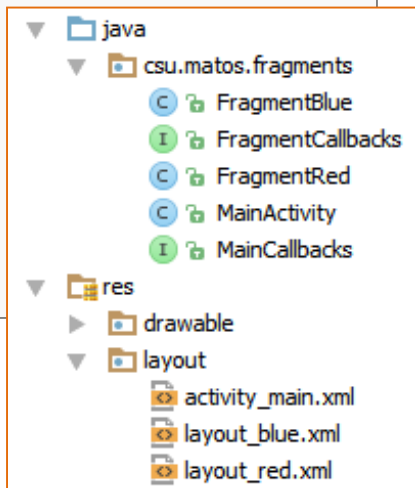 java
csu.matos.fragments
C FragmentBlue
I FragmentCallbacks
C FragmentRed
C MainActivity
I MainCallbacks
res
drawable
layout
activity_main.xml
layout_blue.xml
layout_red.xml